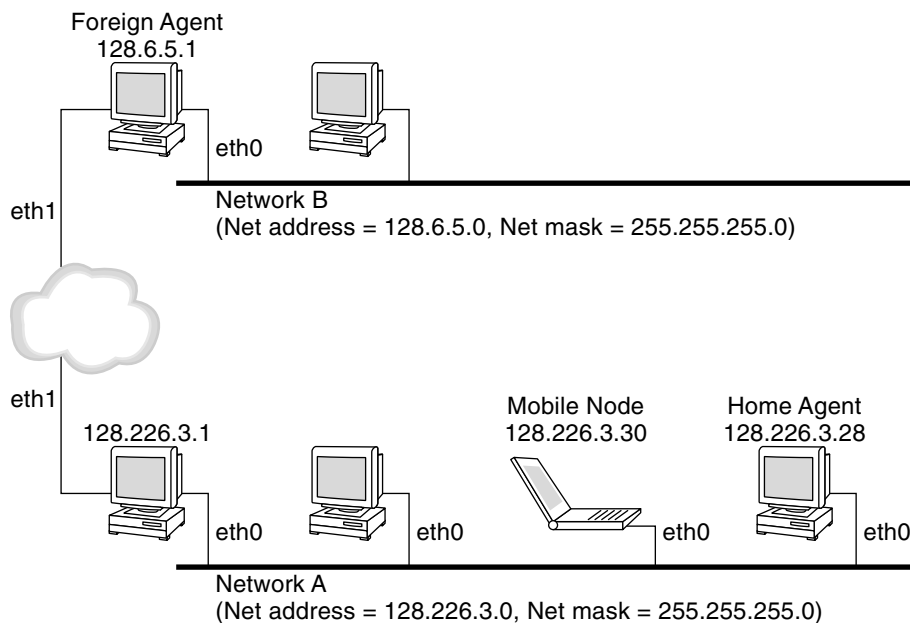 Foreign Agent
128.6.5.1
eth0
Network B
(Net address = 128.6.5.0, Net mask = 255.255.255.0)
eth1
eth1
128.226.3.1
Mobile Node
128.226.3.30
Home Agent
128.226.3.28
eth0
eth0
eth0
eth0
Network A
(Net address = 128.226.3.0, Net mask = 255.255.255.0)